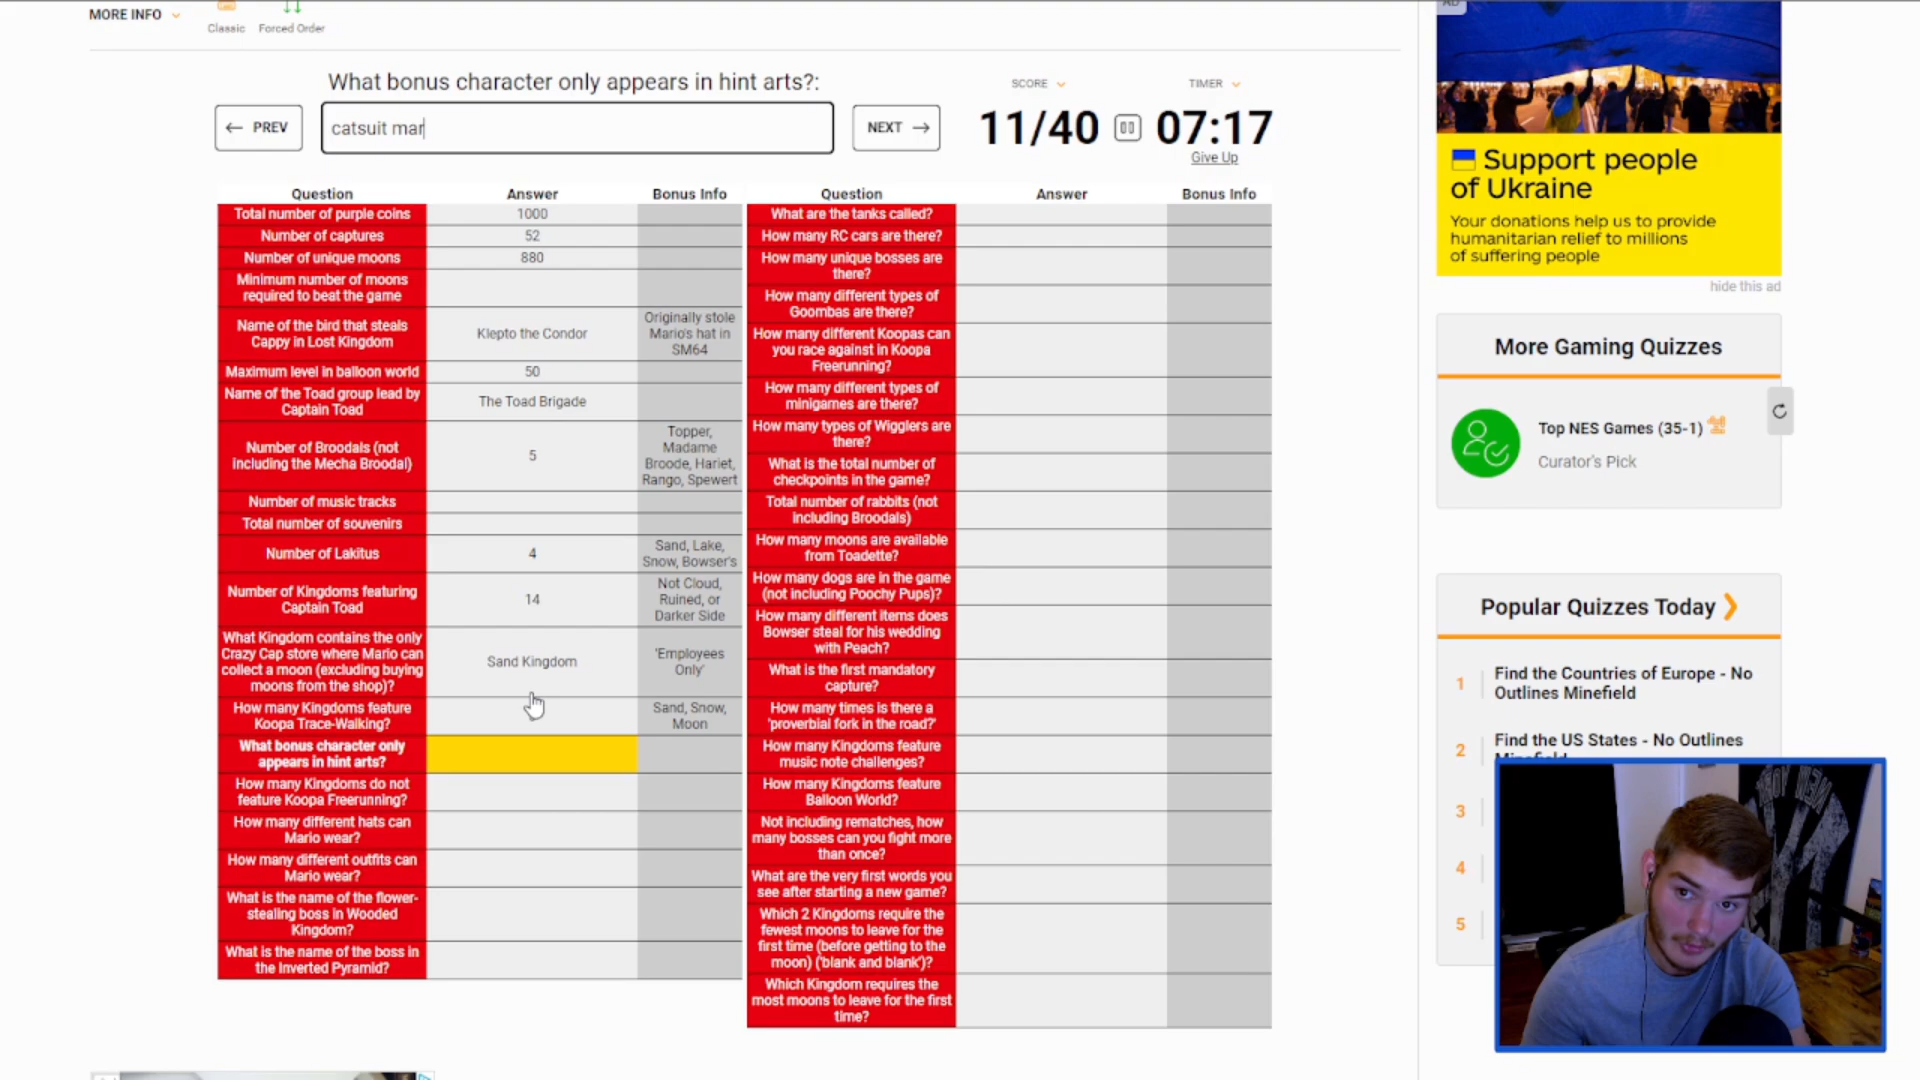 MORE INFO
Classic
Forced Order
What bonus character only appears in hint arts?:
← PREV
catsuit mar
NEXT →
SCORE
11/40
TIMER
07:17
Give Up
Question Answer Bonus Info
Total number of purple coins 1000
Number of captures 52
Number of unique moons 880
Minimum number of moons
required to beat the game
Name of the bird that steals
Cappy in Lost Kingdom
Klepto the Condor
Originally stole
Mario's hat in
SM64
Maximum level in balloon world 50
Name of the Toad group lead by
Captain Toad
The Toad Brigade
Number of Broodals (not
including the Mecha Broodal)
5
Topper,
Madame
Broode, Hariet,
Rango, Spewert
Number of music tracks
Total number of souvenirs
Number of Lakitus
4
Sand, Lake,
Snow, Bowser's
Number of Kingdoms featuring
Captain Toad
14
Not Cloud,
Ruined, or
Darker Side
What Kingdom contains the only
Crazy Cap store where Mario can
collect a moon (excluding buying
moons from the shop)?
Sand Kingdom
'Employees
Only'
How many Kingdoms feature
Koopa Trace-Walking?
Sand, Snow,
Moon
What bonus character only
appears in hint arts?
How many Kingdoms do not
feature Koopa Freerunning?
How many different hats can
Mario wear?
How many different outfits can
Mario wear?
What is the name of the flower-
stealing boss in Wooded
Kingdom?
What is the name of the boss in
the Inverted Pyramid?
Question Answer Bonus Info
What are the tanks called?
How many RC cars are there?
How many unique bosses are
there?
How many different types of
Goombas are there?
How many different Koopas can
you race against in Koopa
Freerunning?
How many different types of
minigames are there?
How many types of Wigglers are
there?
What is the total number of
checkpoints in the game?
Total number of rabbits (not
including Broodals)
How many moons are available
from Toadette?
How many dogs are in the game
(not including Poochy Pups)?
How many different items does
Bowser steal for his wedding
with Peach?
What is the first mandatory
capture?
How many times is there a
'proverbial fork in the road?'
How many Kingdoms feature
music note challenges?
How many Kingdoms feature
Balloon World?
Not including rematches, how
many bosses can you fight more
than once?
What are the very first words you
see after starting a new game?
Which 2 Kingdoms require the
fewest moons to leave for the
first time (before getting to the
moon) ('blank and blank')?
Which Kingdom requires the
most moons to leave for the first
time?
AD
Support people
of Ukraine
Your donations help us to provide
humanitarian relief to millions
of suffering people
hide this ad
More Gaming Quizzes
Top NES Games (35-1)
Curator's Pick
Popular Quizzes Today
1 Find the Countries of Europe - No
Outlines Minefield
2 Find the US States - No Outlines
Minefield
3
4
5